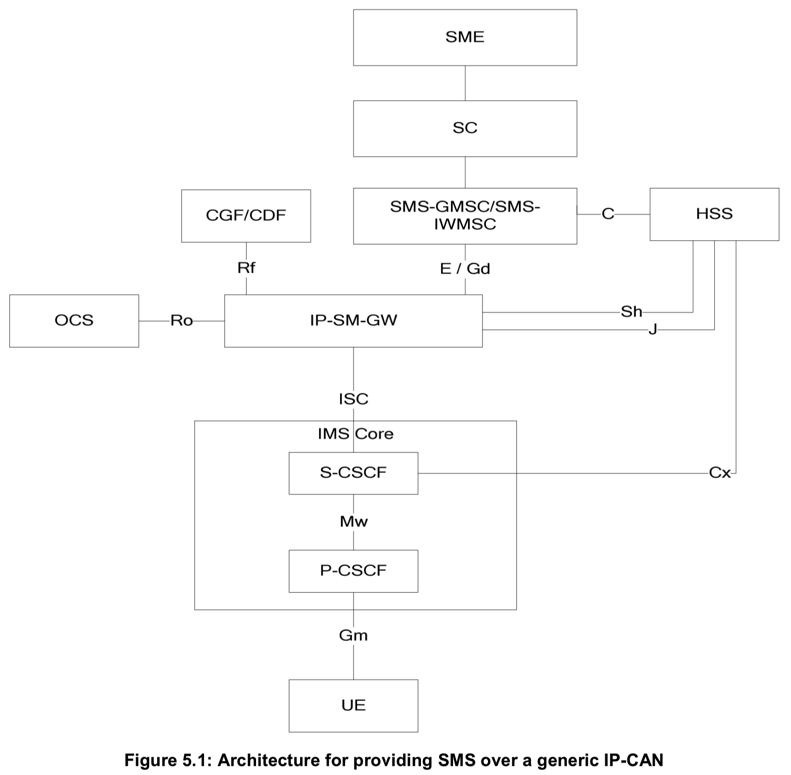 SME
SC
SMS-GMSC/SMS-
IWMSC
C
HSS
CGF/CDF
Rf
E / Gd
OCS
Ro
IP-SM-GW
Sh
J
ISC
IMS Core
S-CSCF
Cx
Mw
P-CSCF
Gm
UE
Figure 5.1: Architecture for providing SMS over a generic IP-CAN